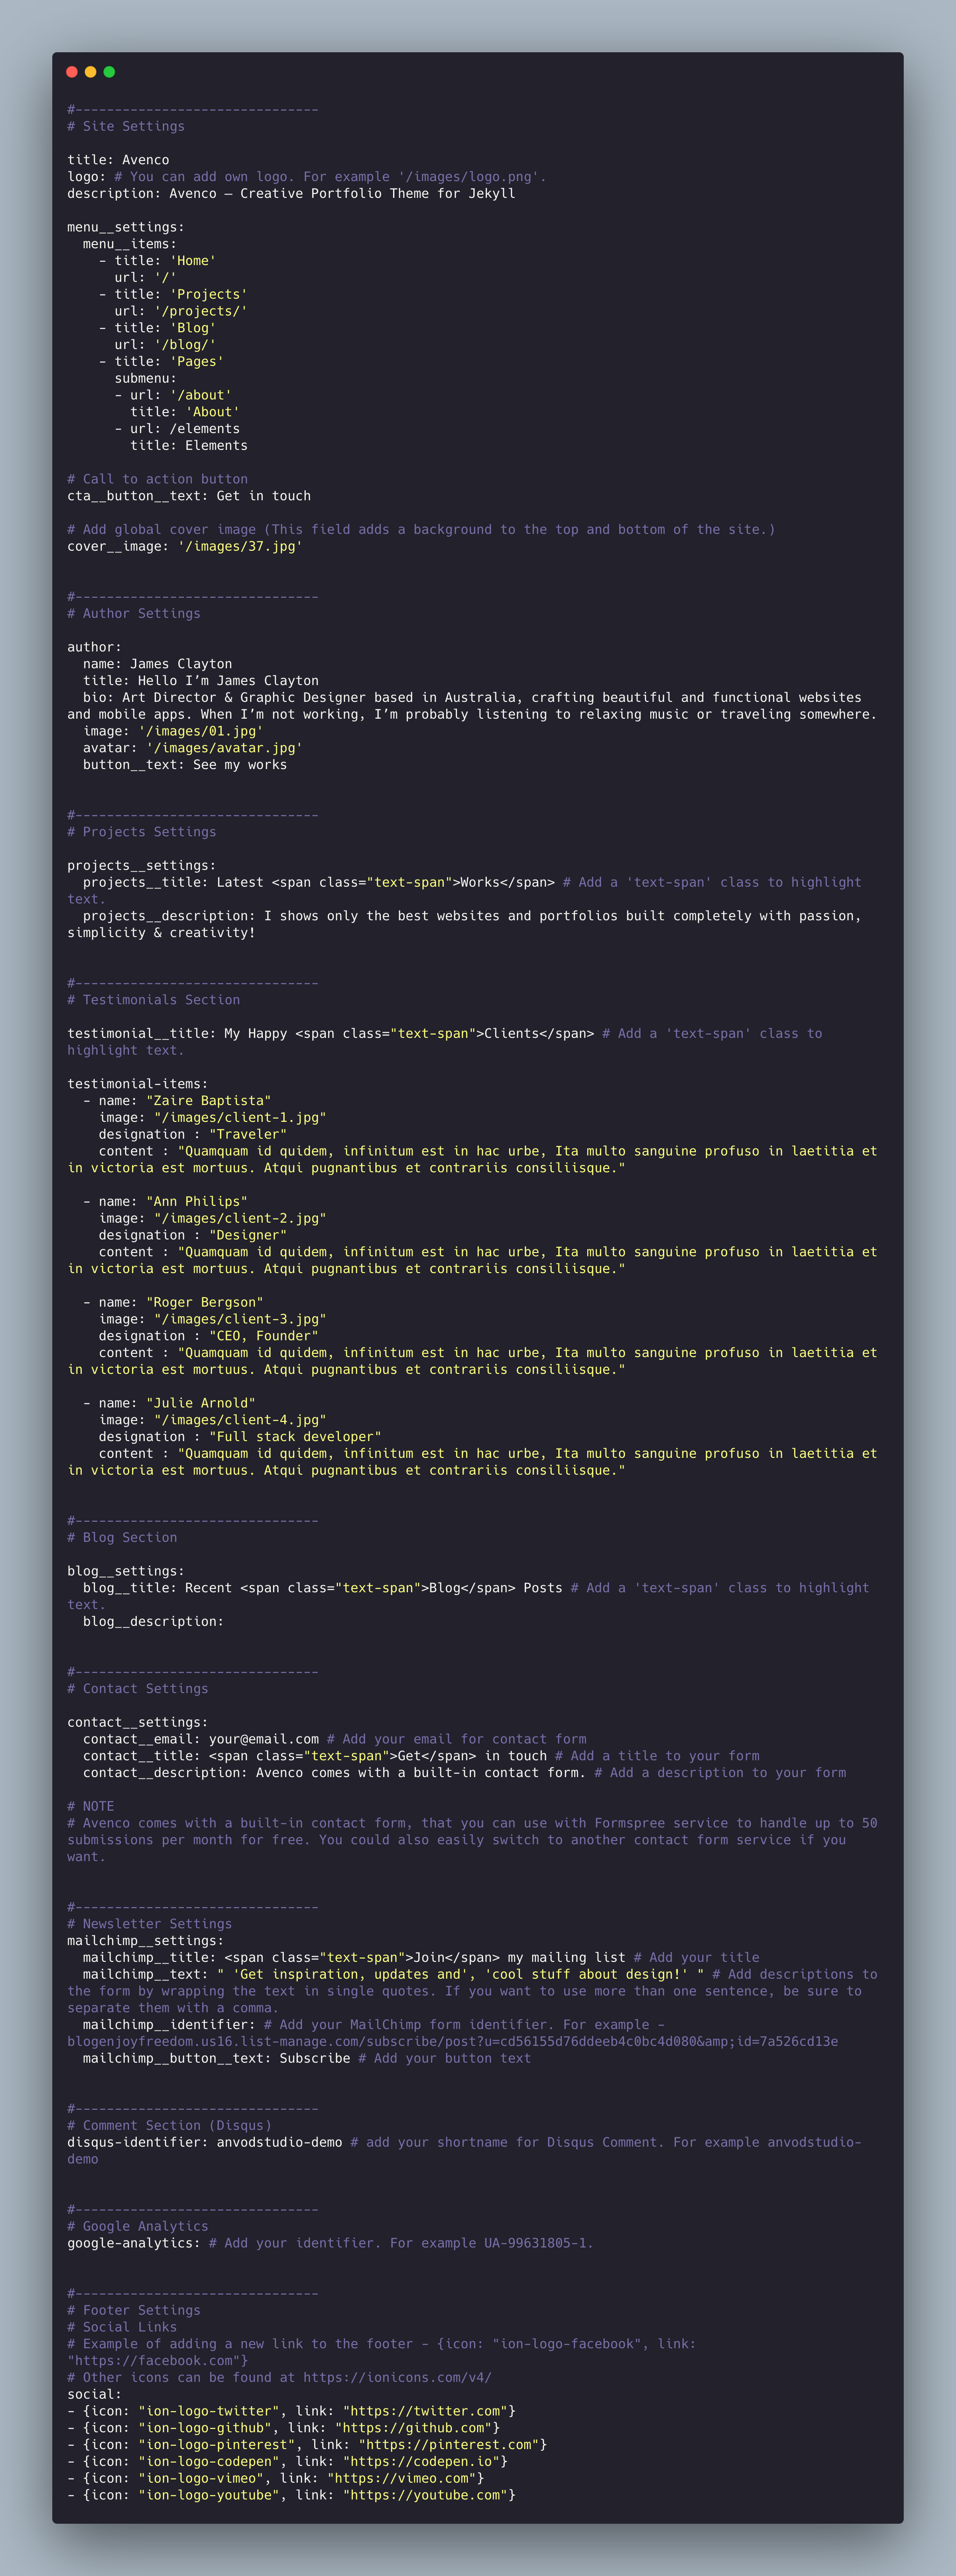 #-------------------------------
# Site Settings

title: Avenco
logo: # You can add own logo. For example '/images/logo.png'.
description: Avenco – Creative Portfolio Theme for Jekyll

menu__settings:
  menu__items:
    - title: 'Home'
      url: '/'
    - title: 'Projects'
      url: '/projects/'
    - title: 'Blog'
      url: '/blog/'
    - title: 'Pages'
      submenu:
      - url: '/about'
        title: 'About'
      - url: /elements
        title: Elements

# Call to action button
cta__button__text: Get in touch

# Add global cover image (This field adds a background to the top and bottom of the site.)
cover__image: '/images/37.jpg'


#-------------------------------
# Author Settings

author:
  name: James Clayton
  title: Hello I’m James Clayton
  bio: Art Director & Graphic Designer based in Australia, crafting beautiful and functional websites
and mobile apps. When I’m not working, I’m probably listening to relaxing music or traveling somewhere.
  image: '/images/01.jpg'
  avatar: '/images/avatar.jpg'
  button__text: See my works


#-------------------------------
# Projects Settings

projects__settings:
  projects__title: Latest <span class="text-span">Works</span> # Add a 'text-span' class to highlight
text.
  projects__description: I shows only the best websites and portfolios built completely with passion,
simplicity & creativity!


#-------------------------------
# Testimonials Section

testimonial__title: My Happy <span class="text-span">Clients</span> # Add a 'text-span' class to
highlight text.

testimonial-items:
  - name: "Zaire Baptista"
    image: "/images/client-1.jpg"
    designation : "Traveler"
    content : "Quamquam id quidem, infinitum est in hac urbe, Ita multo sanguine profuso in laetitia et
in victoria est mortuus. Atqui pugnantibus et contrariis consiliisque."

  - name: "Ann Philips"
    image: "/images/client-2.jpg"
    designation : "Designer"
    content : "Quamquam id quidem, infinitum est in hac urbe, Ita multo sanguine profuso in laetitia et
in victoria est mortuus. Atqui pugnantibus et contrariis consiliisque."

  - name: "Roger Bergson"
    image: "/images/client-3.jpg"
    designation : "CEO, Founder"
    content : "Quamquam id quidem, infinitum est in hac urbe, Ita multo sanguine profuso in laetitia et
in victoria est mortuus. Atqui pugnantibus et contrariis consiliisque."

  - name: "Julie Arnold"
    image: "/images/client-4.jpg"
    designation : "Full stack developer"
    content : "Quamquam id quidem, infinitum est in hac urbe, Ita multo sanguine profuso in laetitia et
in victoria est mortuus. Atqui pugnantibus et contrariis consiliisque."


#-------------------------------
# Blog Section

blog__settings:
  blog__title: Recent <span class="text-span">Blog</span> Posts # Add a 'text-span' class to highlight
text.
  blog__description:


#-------------------------------
# Contact Settings

contact__settings:
  contact__email: your@email.com # Add your email for contact form
  contact__title: <span class="text-span">Get</span> in touch # Add a title to your form
  contact__description: Avenco comes with a built-in contact form. # Add a description to your form

# NOTE
# Avenco comes with a built-in contact form, that you can use with Formspree service to handle up to 50
submissions per month for free. You could also easily switch to another contact form service if you
want.


#-------------------------------
# Newsletter Settings
mailchimp__settings:
  mailchimp__title: <span class="text-span">Join</span> my mailing list # Add your title
  mailchimp__text: " 'Get inspiration, updates and', 'cool stuff about design!' " # Add descriptions to
the form by wrapping the text in single quotes. If you want to use more than one sentence, be sure to
separate them with a comma.
  mailchimp__identifier: # Add your MailChimp form identifier. For example -
blogenjoyfreedom.us16.list-manage.com/subscribe/post?u=cd56155d76ddeeb4c0bc4d080&amp;id=7a526cd13e
  mailchimp__button__text: Subscribe # Add your button text


#-------------------------------
# Comment Section (Disqus)
disqus-identifier: anvodstudio-demo # add your shortname for Disqus Comment. For example anvodstudio-
demo


#-------------------------------
# Google Analytics
google-analytics: # Add your identifier. For example UA-99631805-1.


#-------------------------------
# Footer Settings
# Social Links
# Example of adding a new link to the footer - {icon: "ion-logo-facebook", link:
"https://facebook.com"}
# Other icons can be found at https://ionicons.com/v4/
social:
- {icon: "ion-logo-twitter", link: "https://twitter.com"}
- {icon: "ion-logo-github", link: "https://github.com"}
- {icon: "ion-logo-pinterest", link: "https://pinterest.com"}
- {icon: "ion-logo-codepen", link: "https://codepen.io"}
- {icon: "ion-logo-vimeo", link: "https://vimeo.com"}
- {icon: "ion-logo-youtube", link: "https://youtube.com"}